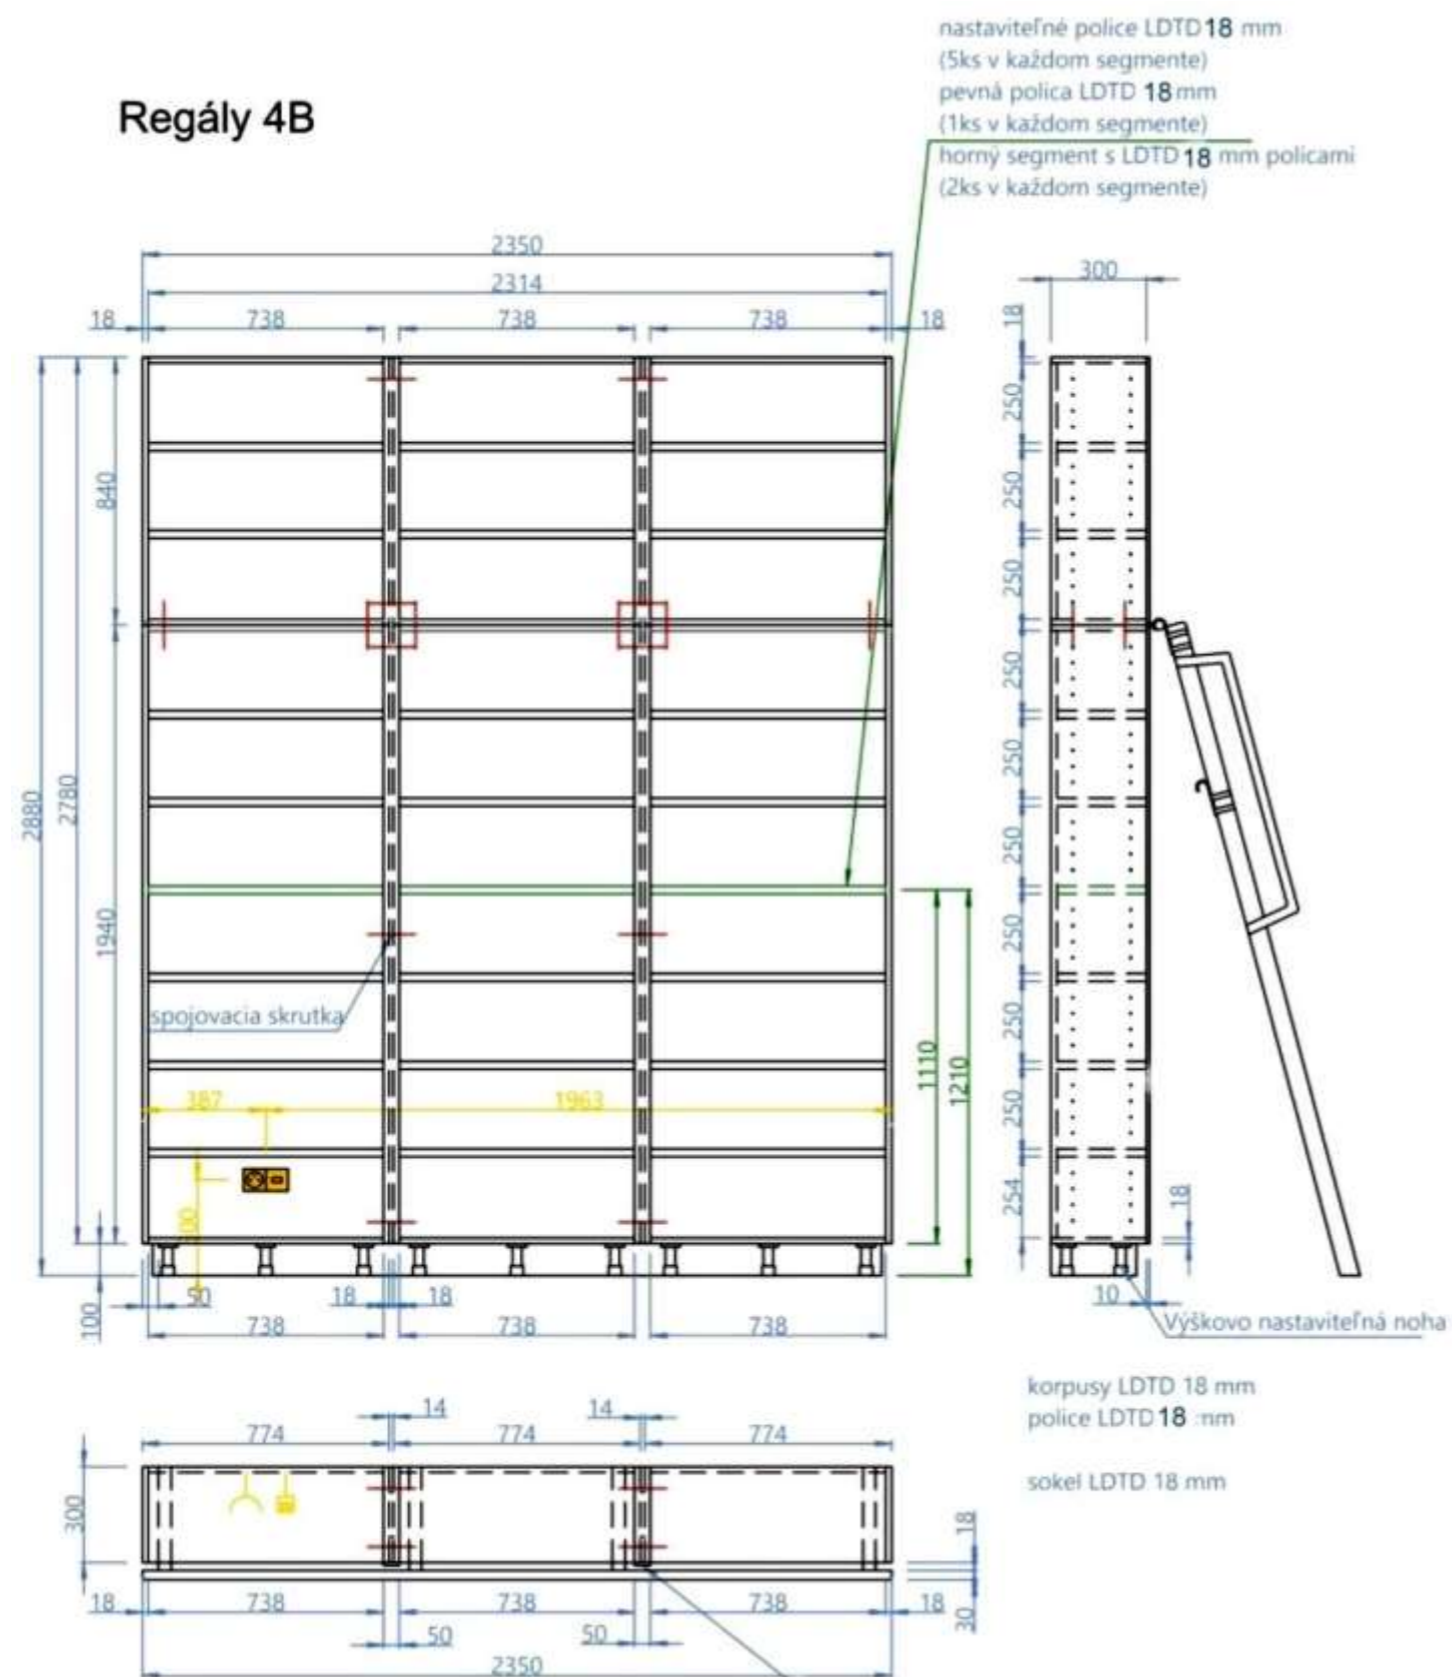 nastaviteľné police LDTD 18 mm
(5ks v každom segmente)
pevná polica LDTD 18 mm
(1ks v každom segmente)
horný segment s LDTD 18 mm policami
(2ks v každom segmente)
Regály 4B
2350
2314
18 738 738 738 18
300
18
250
250
250
250
250
250
250
250
250
254
18
10
840
1940
2780
2880
100
spojovacia skrutka
387 1963
1110
1210
50 18 18
738 738 738
Výškovo nastaviteľná noha
korpusy LDTD 18 mm
police LDTD 18 mm
sokel LDTD 18 mm
14 14
774 774 774
300
18
30
18 738 738 738 18
50 50
2350